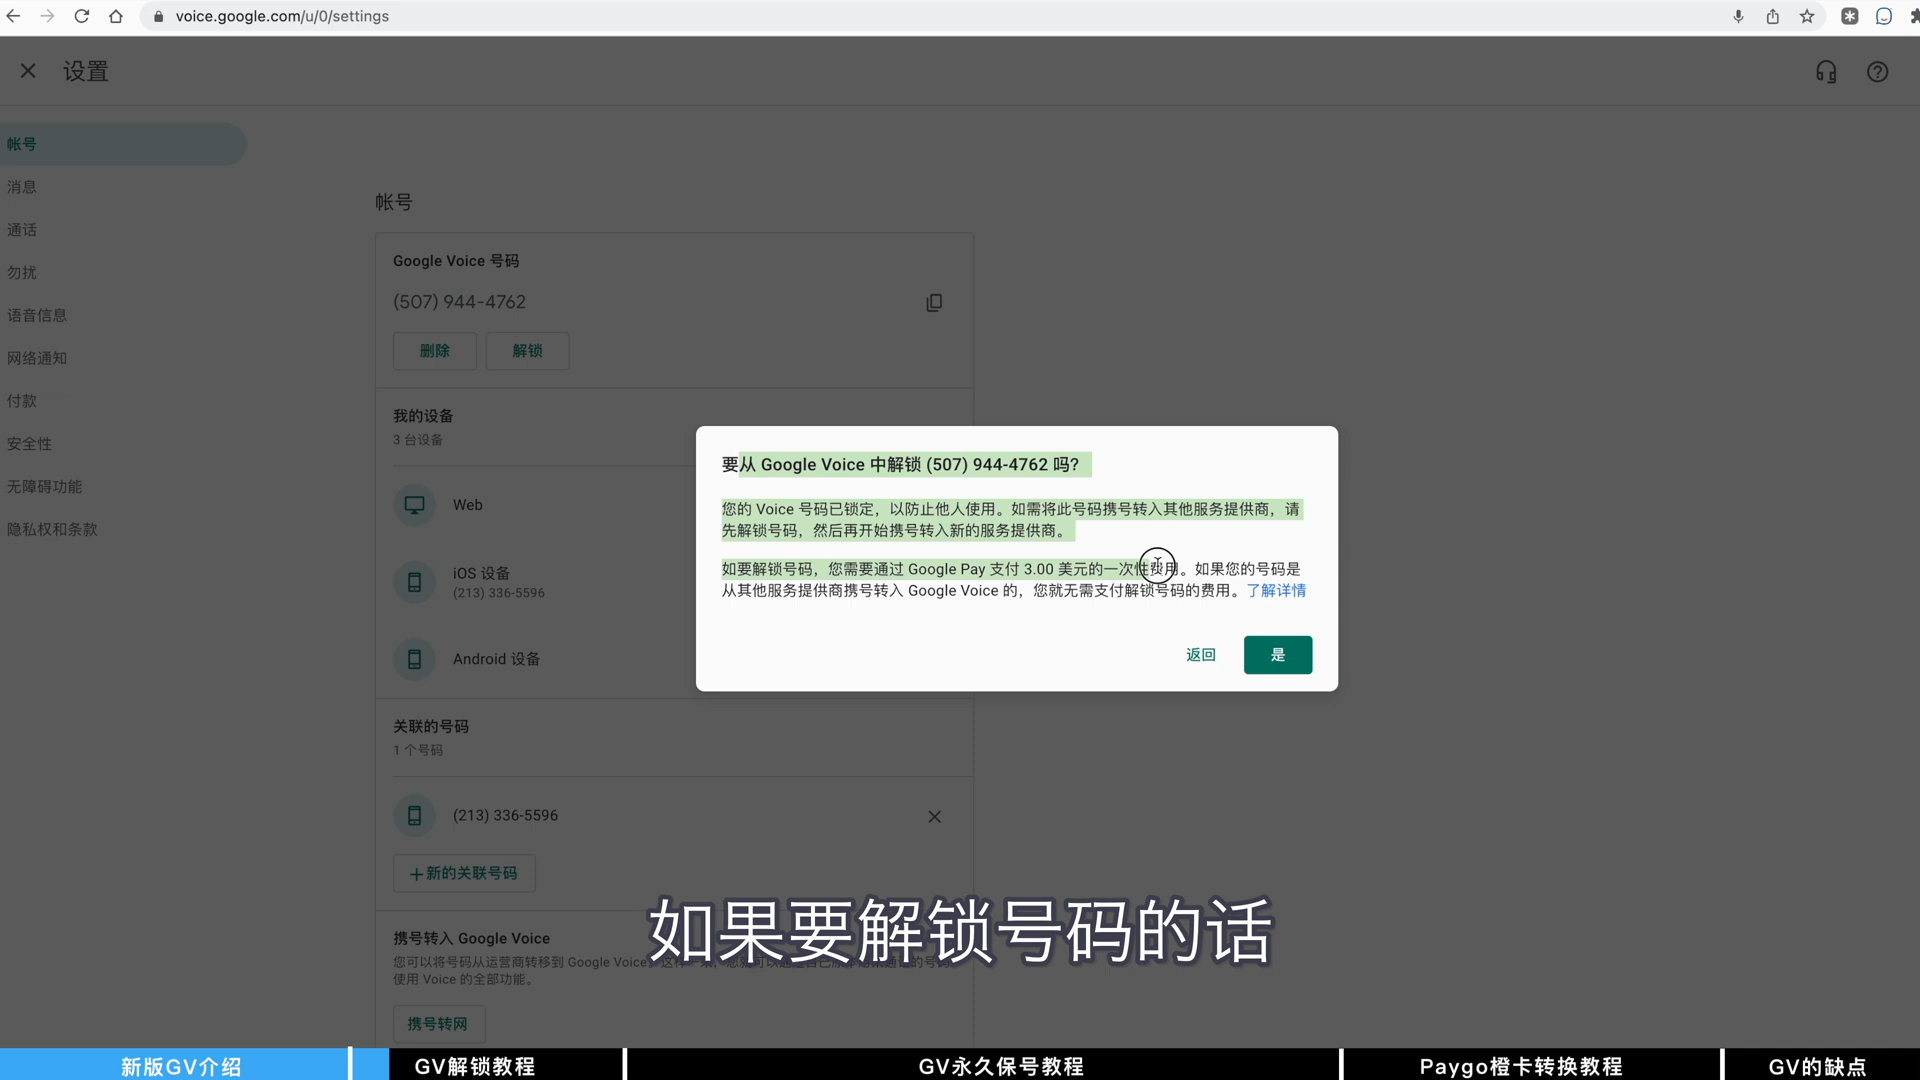 voice.google.com/u/0/settings
设置
帐号
消息
通话
勿扰
语音信息
网络通知
付款
安全性
无障碍功能
隐私权和条款
帐号
Google Voice 号码
(507) 944-4762
删除
解锁
我的设备
3 台设备
Web
iOS 设备
(213) 336-5596
Android 设备
关联的号码
1 个号码
(213) 336-5596
新的关联号码
携号转入 Google Voice
您可以将号码从运营商转移到 Google Voice。这样一来，您就可以通过自己原
使用 Voice 的全部功能。
携号转网
要从 Google Voice 中解锁 (507) 944-4762 吗?
您的 Voice 号码已锁定，以防止他人使用。如需将此号码携号转入其他服务提供商，请
先解锁号码，然后再开始携号转入新的服务提供商。
如要解锁号码，您需要通过 Google Pay 支付 3.00 美元的一次性费用。如果您的号码是
从其他服务提供商携号转入 Google Voice 的，您就无需支付解锁号码的费用。了解详情
返回
是
如果要解锁号码的话
新版GV介绍
GV解锁教程
GV永久保号教程
Paygo橙卡转换教程
GV的缺点